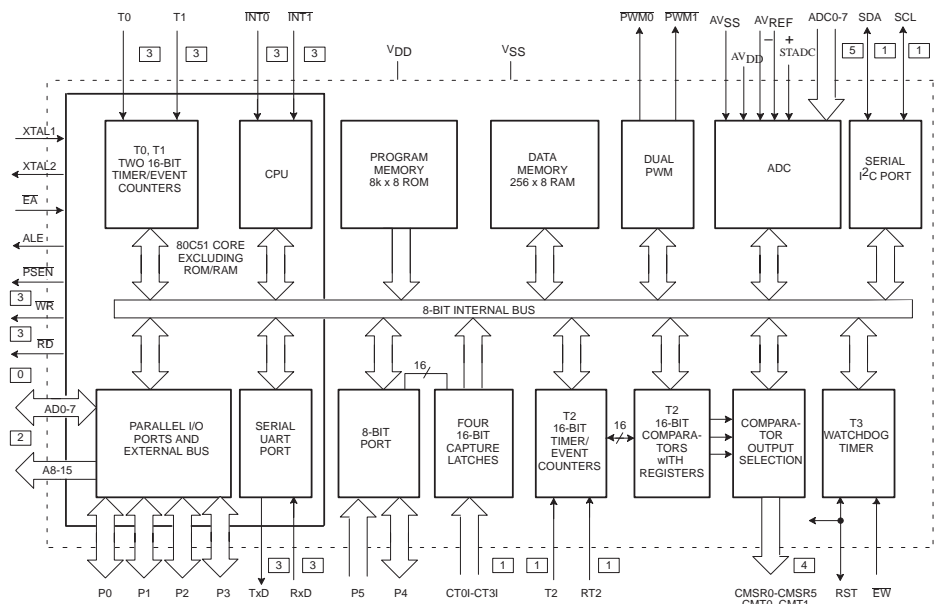 T0 T1 INT0 INT1 VDD VSS PWM0 PWM1 AVSS AVREF ADC0-7 SDA SCL
3 3 3 3 AVDD − + STADC 5 1 1
XTAL1
XTAL2
EA
ALE
PSEN
3
WR
3
RD
0
AD0-7
2
A8-15
T0, T1
TWO 16-BIT
TIMER/EVENT
COUNTERS
CPU
PROGRAM
MEMORY
8k x 8 ROM
DATA
MEMORY
256 x 8 RAM
DUAL
PWM
ADC
SERIAL
I2C PORT
80C51 CORE
EXCLUDING
ROM/RAM
8-BIT INTERNAL BUS
16
16
PARALLEL I/O
PORTS AND
EXTERNAL BUS
SERIAL
UART
PORT
8-BIT
PORT
FOUR
16-BIT
CAPTURE
LATCHES
T2
16-BIT
TIMER/
EVENT
COUNTERS
T2
16-BIT
COMPARA-
TORS
wITH
REGISTERS
COMPARA-
TOR
OUTPUT
SELECTION
T3
WATCHDOG
TIMER
3 3 1 1 1 4
P0 P1 P2 P3 TxD RxD P5 P4 CT0I-CT3I T2 RT2 CMSR0-CMSR5 RST EW
CMT0, CMT1